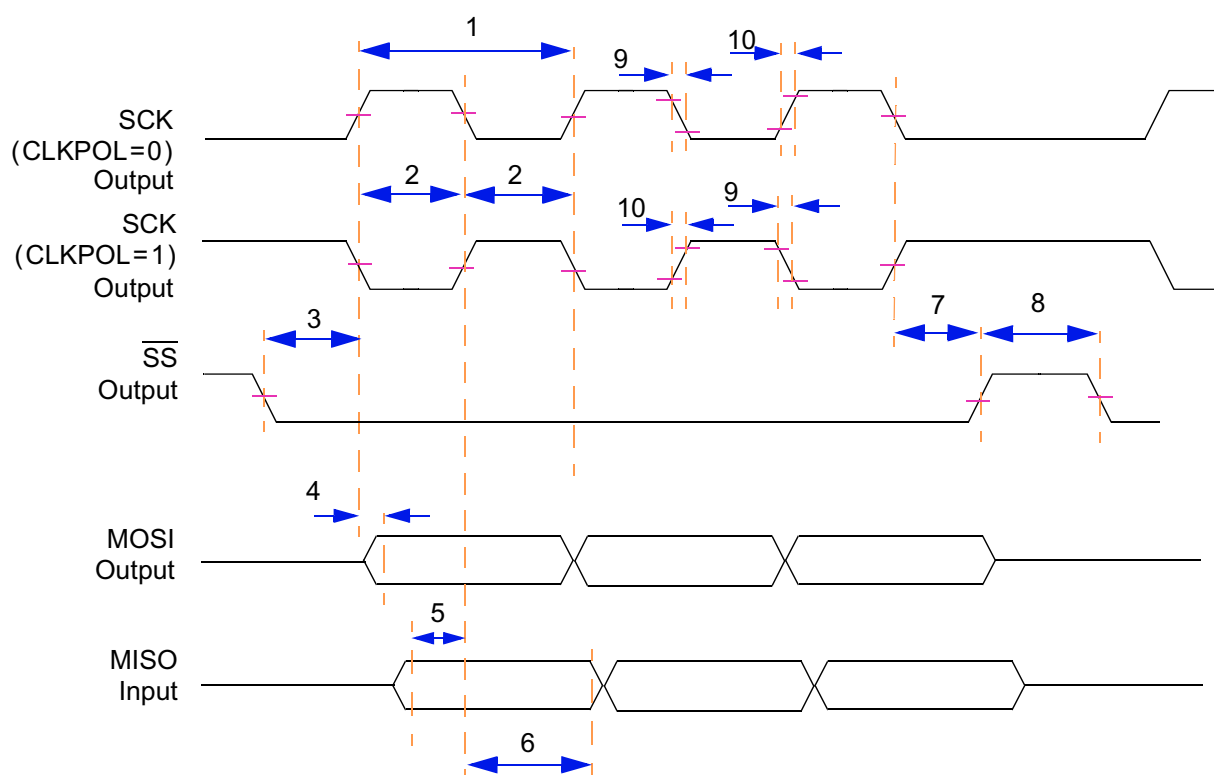 1
9
10
SCK
(CLKPOL=0)
Output
2
2
SCK
(CLKPOL=1)
Output
10
9
3
7
8
SS
Output
4
MOSI
Output
5
MISO
Input
6